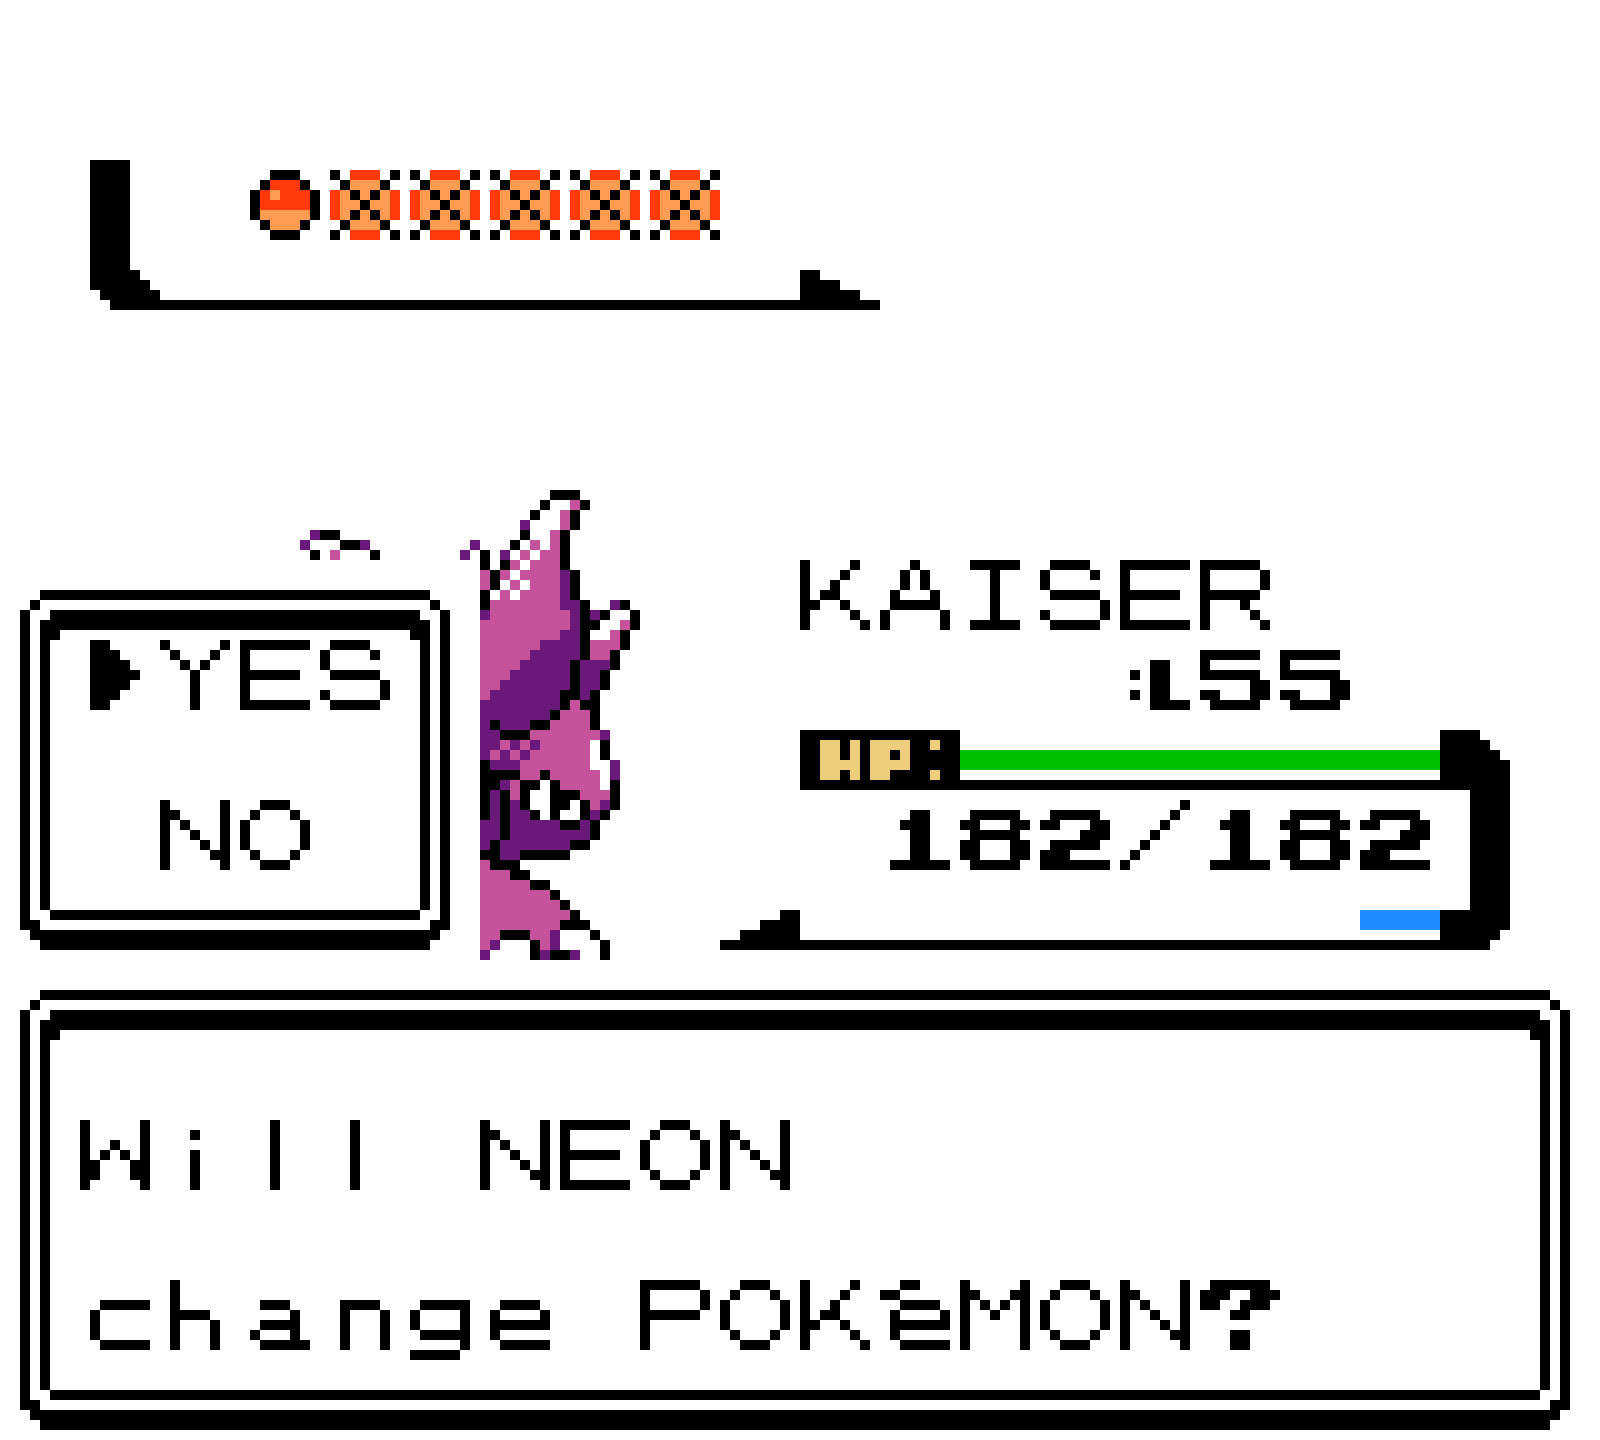 KAISER
:L55
HP:
182/182
▶YES
NO
Will NEON
change POKéMON?